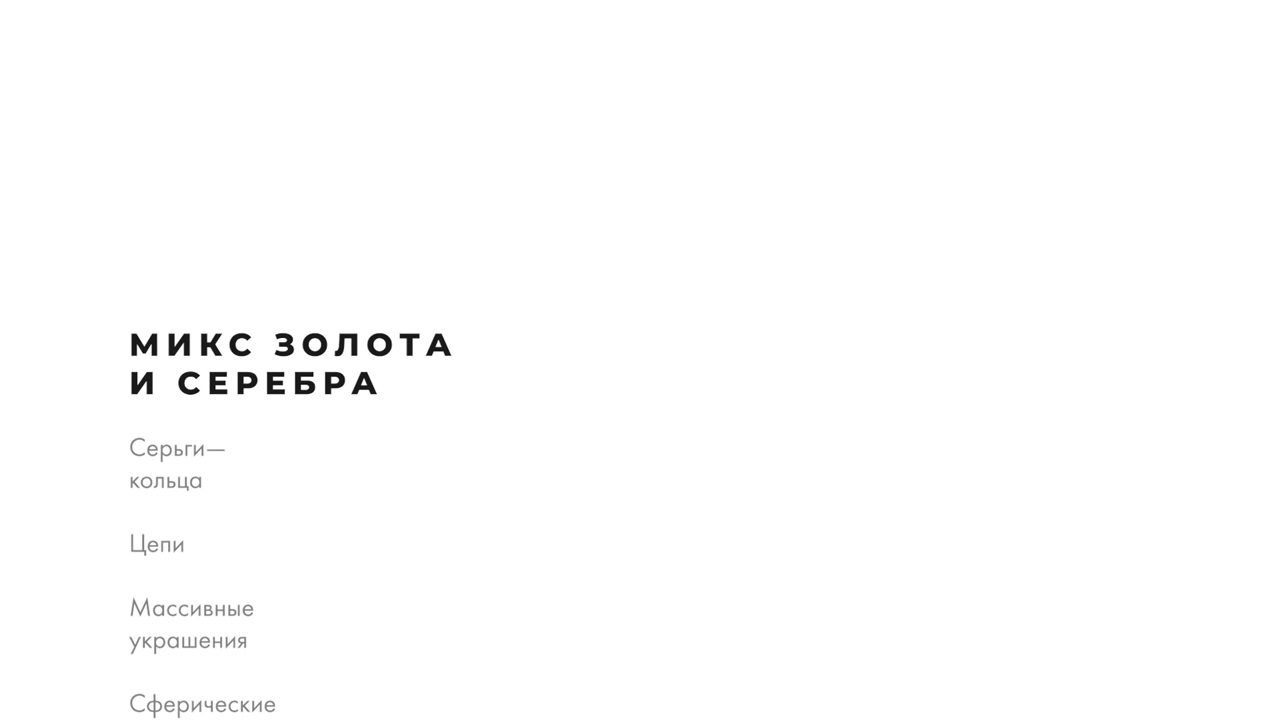 МИКС ЗОЛОТА
И СЕРЕБРА
Серьги—
кольца
Цепи
Массивные
украшения
Сферические